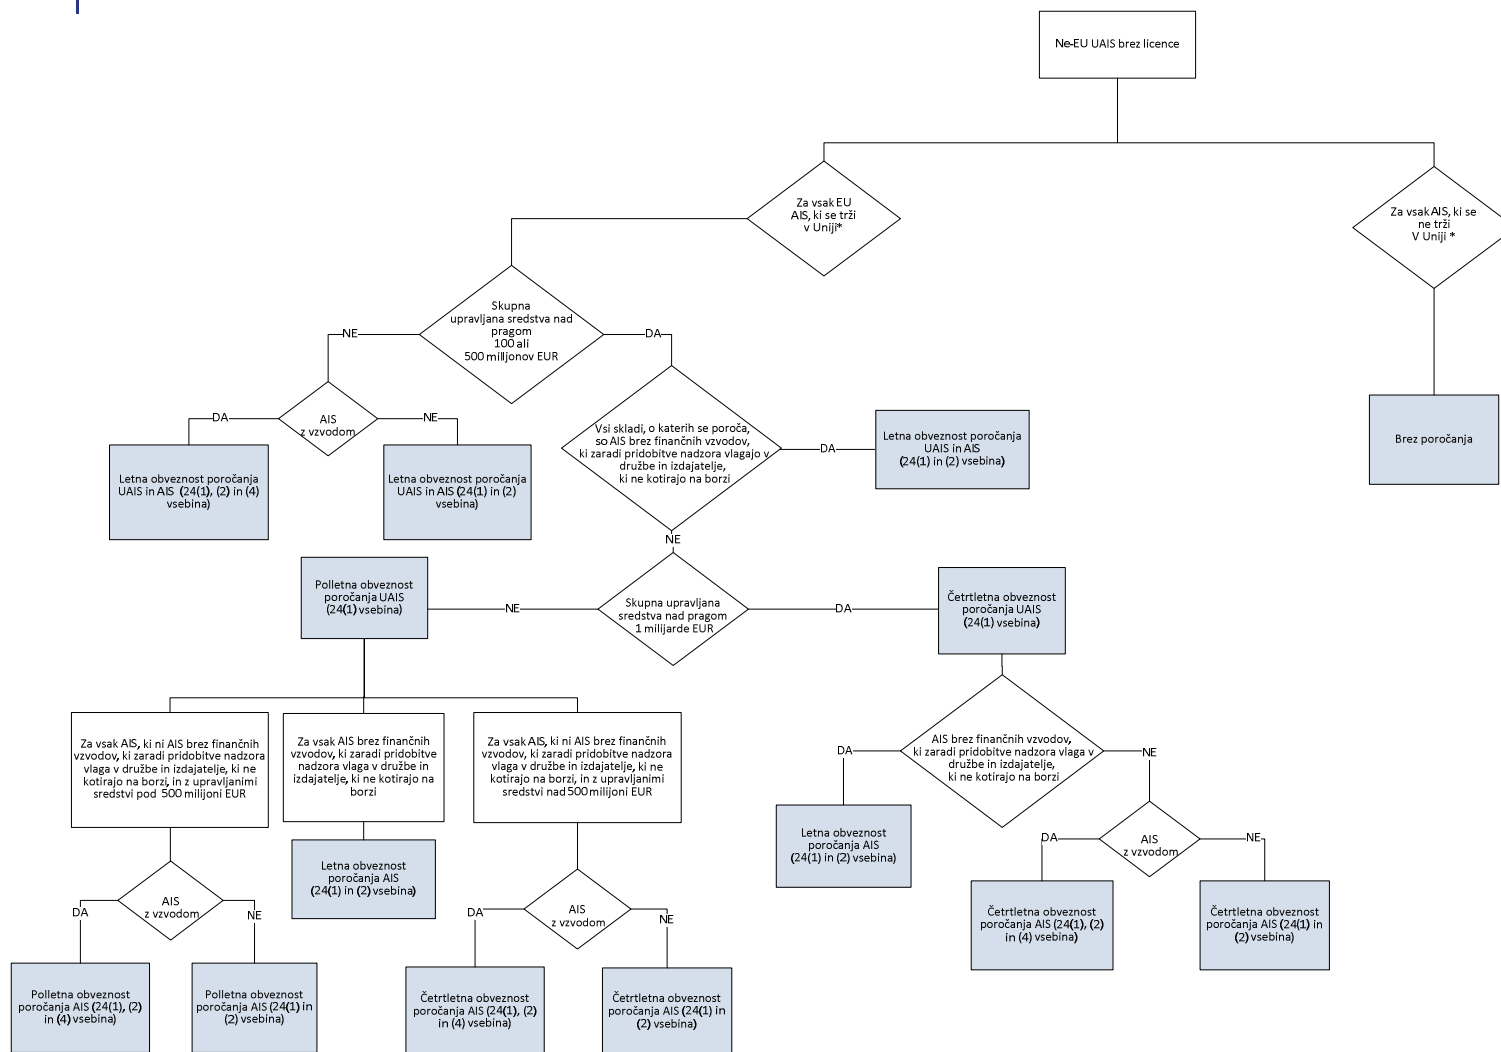 Ne-EU UAIS brez licence
Za vsak EU
AIS, ki se trži
v Uniji*
Za vsak AIS, ki se
ne trži
V Uniji *
Skupna
upravljana sredstva nad
pragom
100 ali
500 milijonov EUR
NE
DA
AIS
z vzvodom
DA
NE
Letna obveznost poročanja
UAIS in AIS (24(1), (2) in (4)
vsebina)
Letna obveznost poročanja
UAIS in AIS (24(1) in (2)
vsebina)
Vsi skladi, o katerih se poroča,
so AIS brez finančnih vzvodov,
ki zaradi pridobitve nadzora vlagajo v
družbe in izdajatelje,
ki ne kotirajo na borzi
DA
Letna obveznost poročanja
UAIS in AIS
(24(1) in (2) vsebina)
Brez poročanja
NE
Skupna upravljana
sredstva nad pragom
1 milijarde EUR
NE
DA
Polletna obveznost
poročanja UAIS
(24(1) vsebina)
Četrtletna obveznost
poročanja UAIS
(24(1) vsebina)
Za vsak AIS, ki ni AIS brez finančnih
vzvodov, ki zaradi pridobitve nadzora
vlaga v družbe in izdajatelje, ki ne
kotirajo na borzi, in z upravljanimi
sredstvi pod 500 milijoni EUR
Za vsak AIS brez finančnih
vzvodov, ki zaradi pridobitve
nadzora vlaga v družbe in
izdajatelje, ki ne kotirajo na
borzi
Za vsak AIS, ki ni AIS brez finančnih
vzvodov, ki zaradi pridobitve nadzora
vlaga v družbe in izdajatelje, ki ne
kotirajo na borzi, in z upravljanimi
sredstvi nad 500 milijoni EUR
AIS brez finančnih vzvodov,
ki zaradi pridobitve nadzora vlaga v
družbe in izdajatelje,
ki ne kotirajo na borzi
DA
NE
Letna obveznost
poročanja AIS
(24(1) in (2) vsebina)
AIS
z vzvodom
DA
NE
Četrtletna obveznost
poročanja AIS (24(1), (2)
in (4) vsebina)
Četrtletna obveznost
poročanja AIS (24(1) in
(2) vsebina)
Letna obveznost
poročanja AIS
(24(1) in (2) vsebina)
AIS
z vzvodom
DA
NE
Polletna obveznost
poročanja AIS (24(1), (2)
in (4) vsebina)
Polletna obveznost
poročanja AIS (24(1) in
(2) vsebina)
AIS
z vzvodom
DA
NE
Četrtletna obveznost
poročanja AIS (24(1), (2)
in (4) vsebina)
Četrtletna obveznost
poročanja AIS (24(1) in
(2) vsebina)